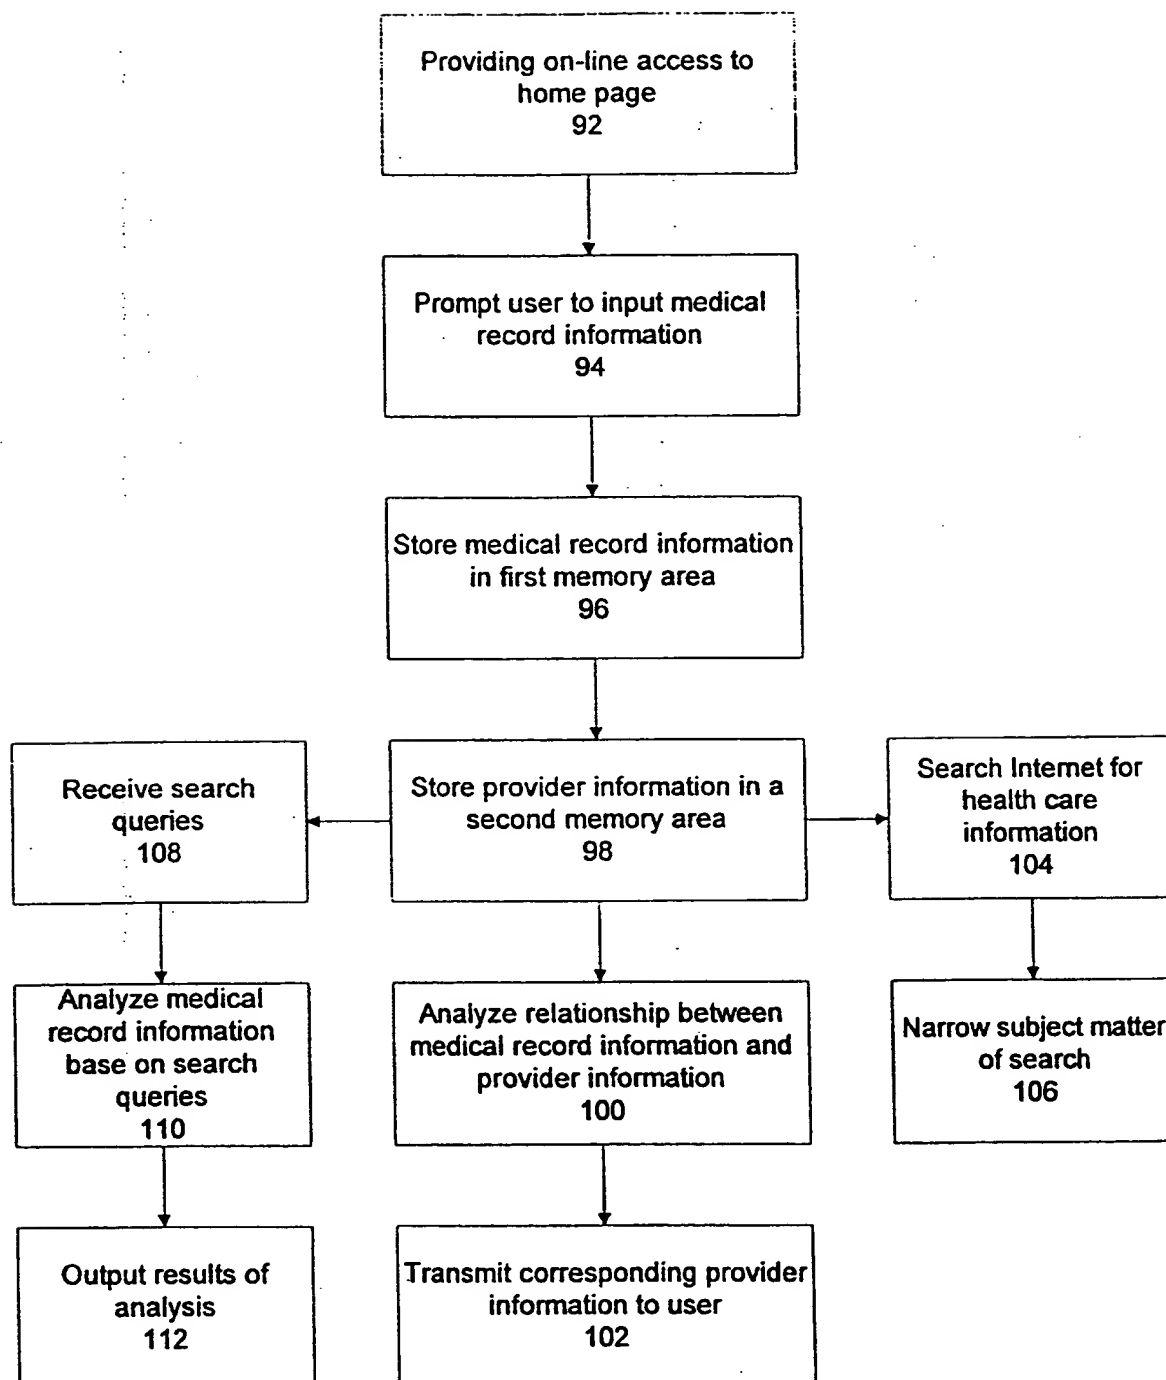 Providing on-line access to
home page
92
Prompt user to input medical
record information
94
Store medical record information
in first memory area
96
Store provider information in a
second memory area
98
Receive search
queries
108
Search Internet for
health care
information
104
Analyze medical
record information
base on search
queries
110
Analyze relationship between
medical record information and
provider information
100
Narrow subject matter
of search
106
Output results of
analysis
112
Transmit corresponding provider
information to user
102